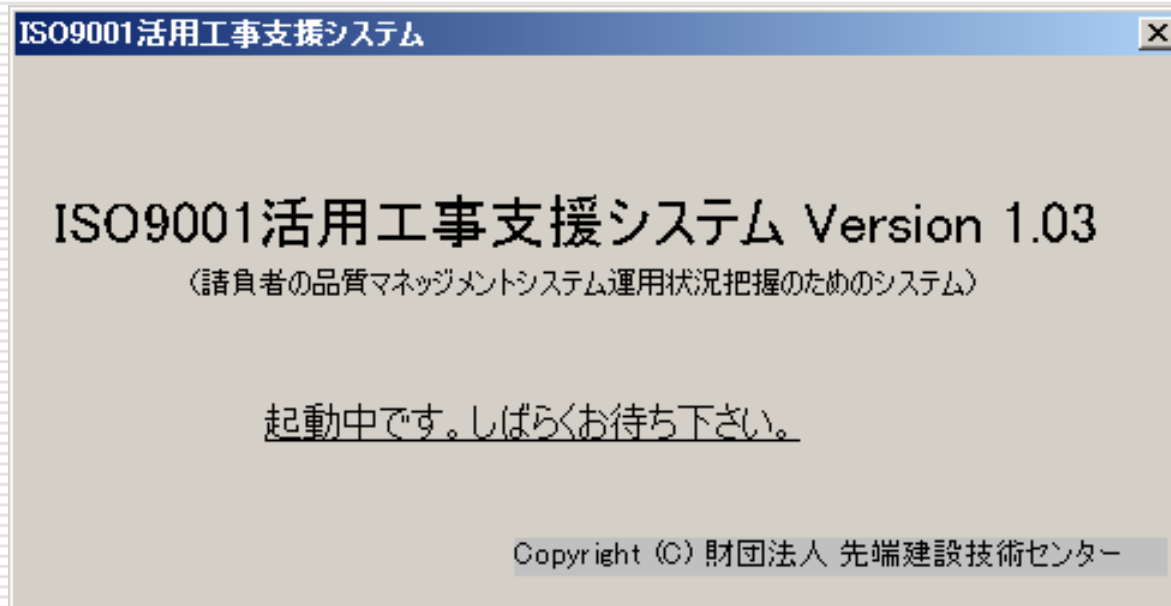 ISO9001活用工事支援システム
ISO9001活用工事支援システム Version 1.03
（請負者の品質マネッジメントシステム運用状況把握のためのシステム）
起動中です。しばらくお待ち下さい。
Copyright (C) 財団法人 先端建設技術センター